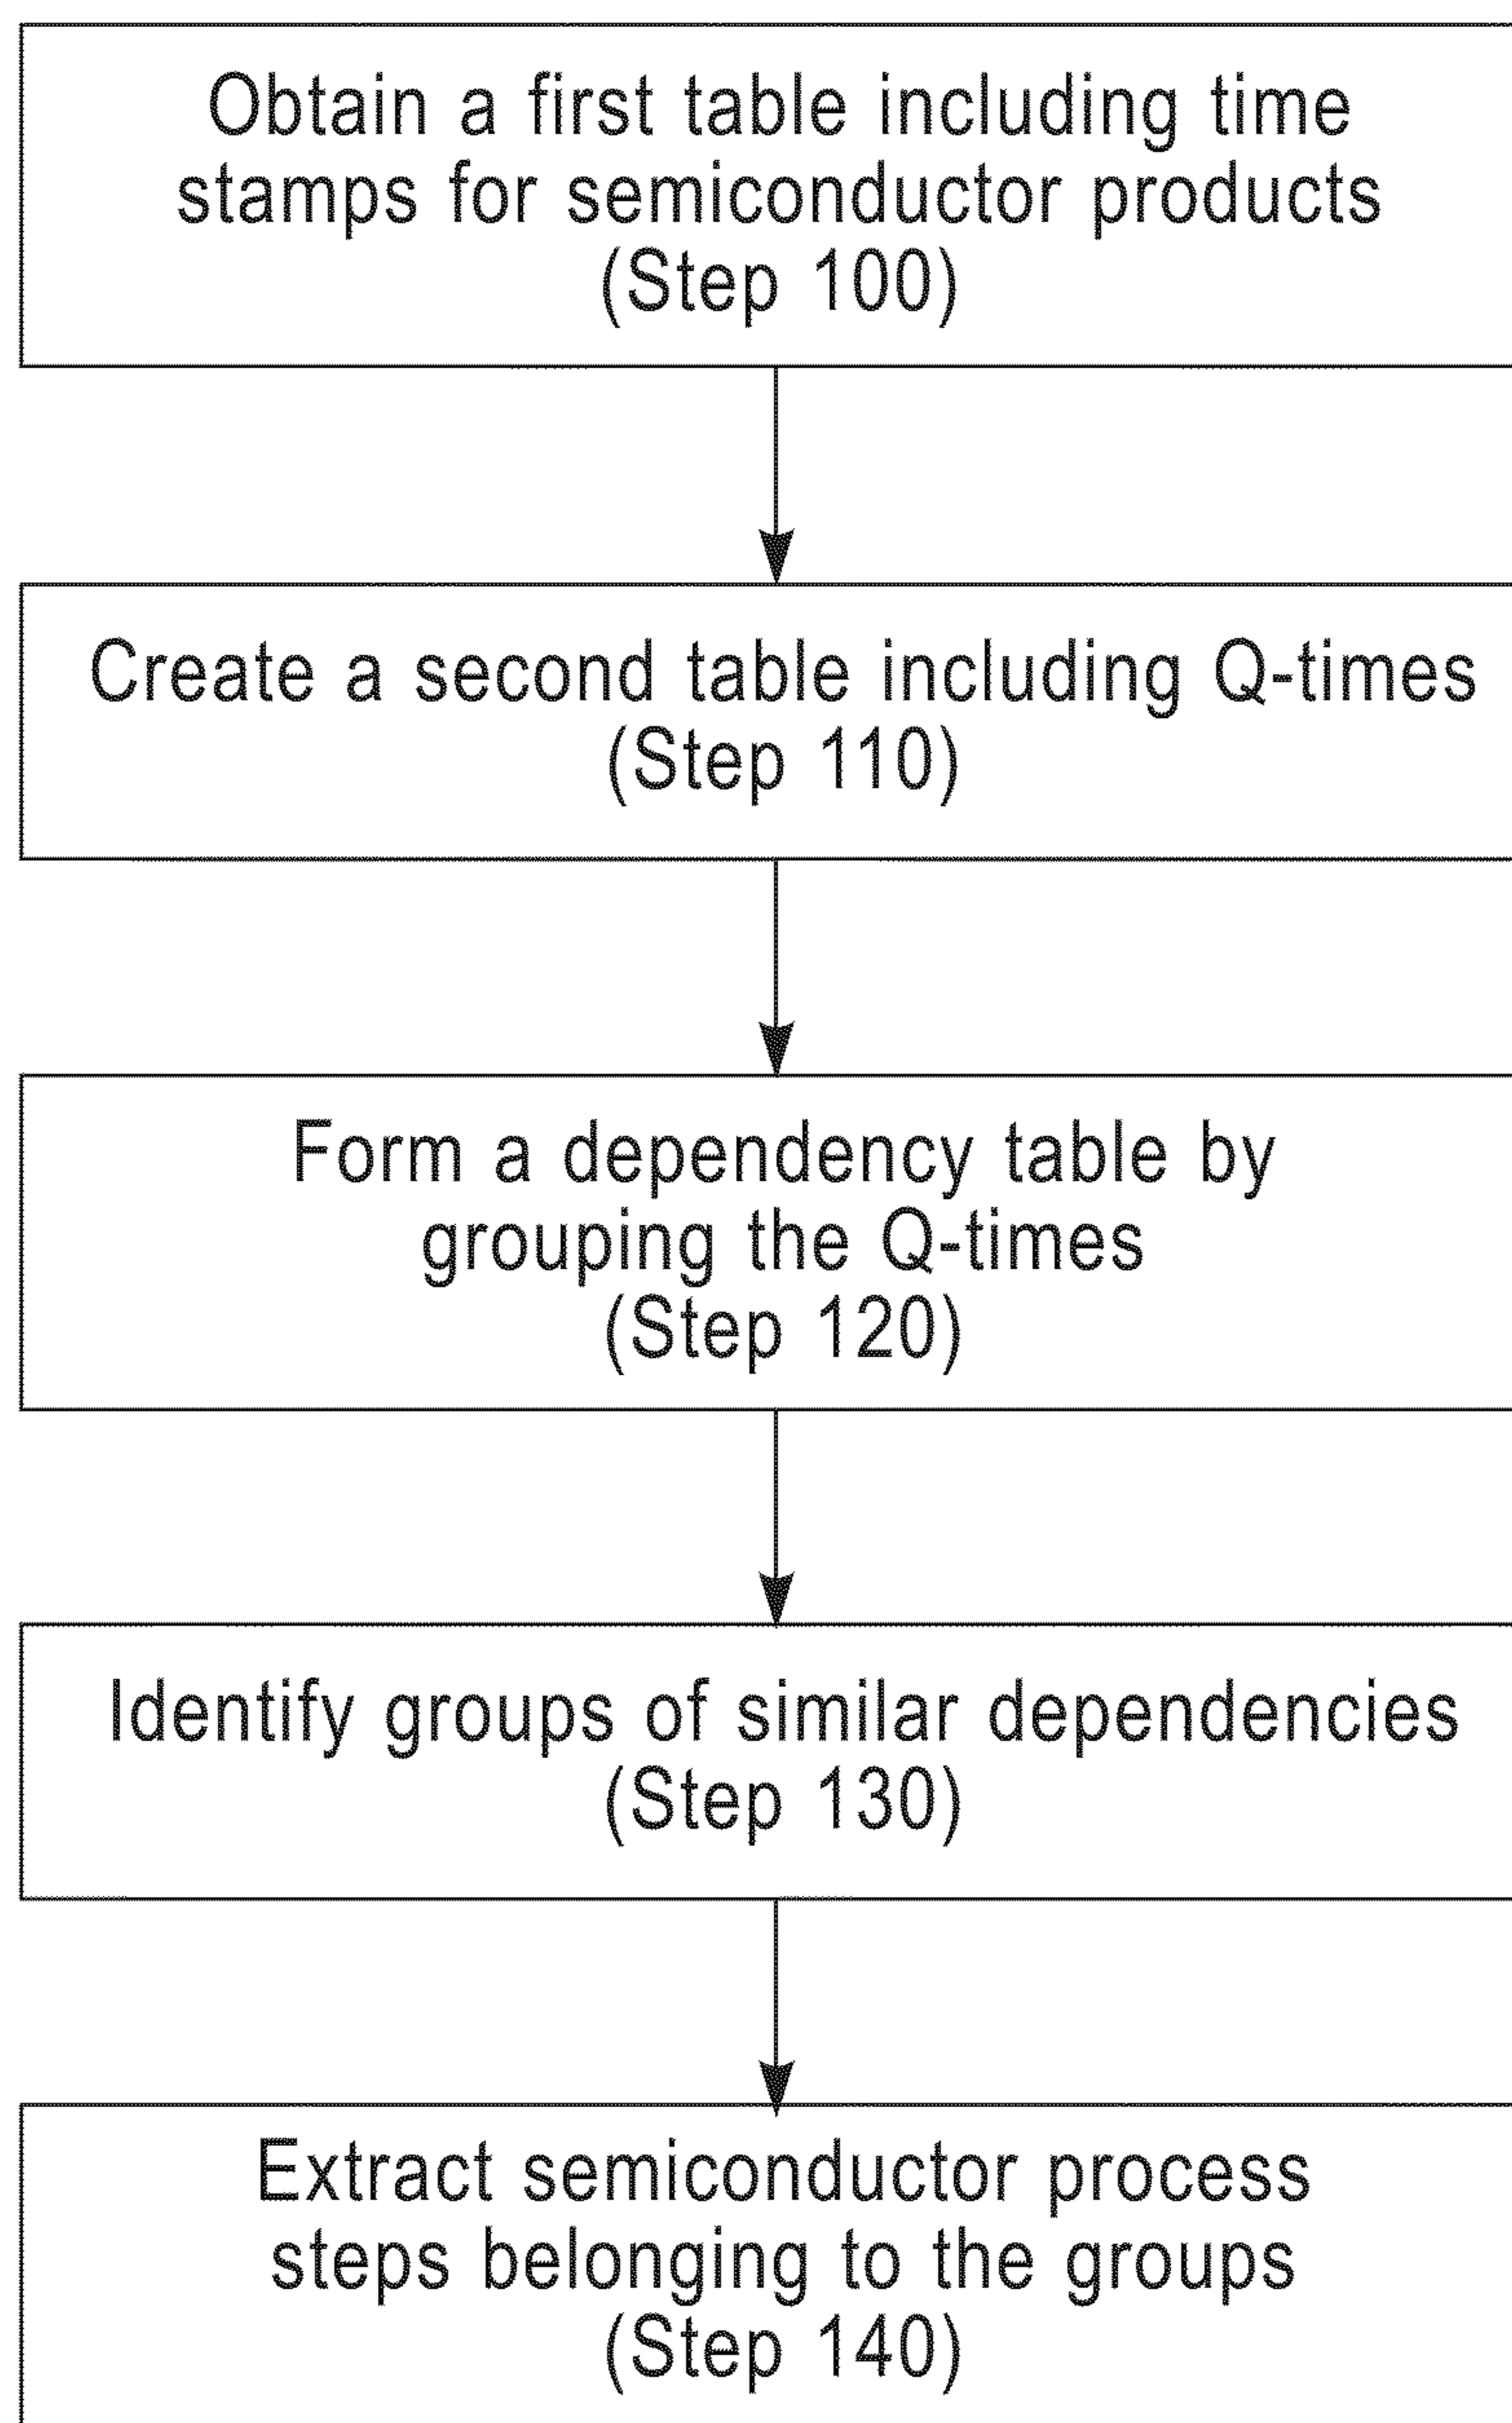 Obtain a first table including time
stamps for semiconductor products
(Step 100)
Create a second table including Q-times
(Step 110)
Form a dependency table by
grouping the Q-times
(Step 120)
Identify groups of similar dependencies
(Step 130)
Extract semiconductor process
steps belonging to the groups
(Step 140)